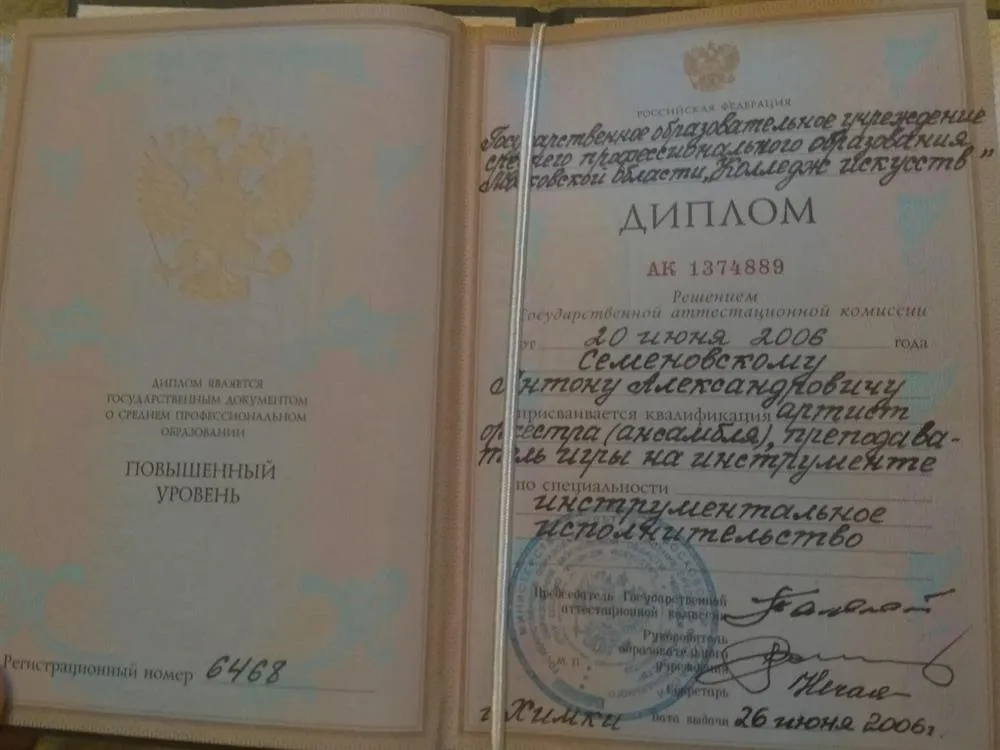 ДИПЛОМ ЯВЛЯЕТСЯ
ГОСУДАРСТВЕННЫМ ДОКУМЕНТОМ
О СРЕДНЕМ ПРОФЕССИОНАЛЬНОМ
ОБРАЗОВАНИИ
ПОВЫШЕННЫЙ
УРОВЕНЬ
Регистрационный номер 6468
РОССИЙСКАЯ ФЕДЕРАЦИЯ
Государственное образовательное учреждение
среднего профессионального образования
Московской области „Колледж искусств"
ДИПЛОМ
АК 1374889
Решением
Государственной аттестационной комиссии
от 20 июня 2006 года
Семеновскому
Антону Александровичу
присваивается квалификация артист
оркестра (ансамбля), преподава-
тель игры на инструменте
по специальности
инструментальное
исполнительство
Председатель Государственной
аттестационной комиссии
Руководитель
образовательного
учреждения
Секретарь
г. Химки Дата выдачи 26 июня 2006г.